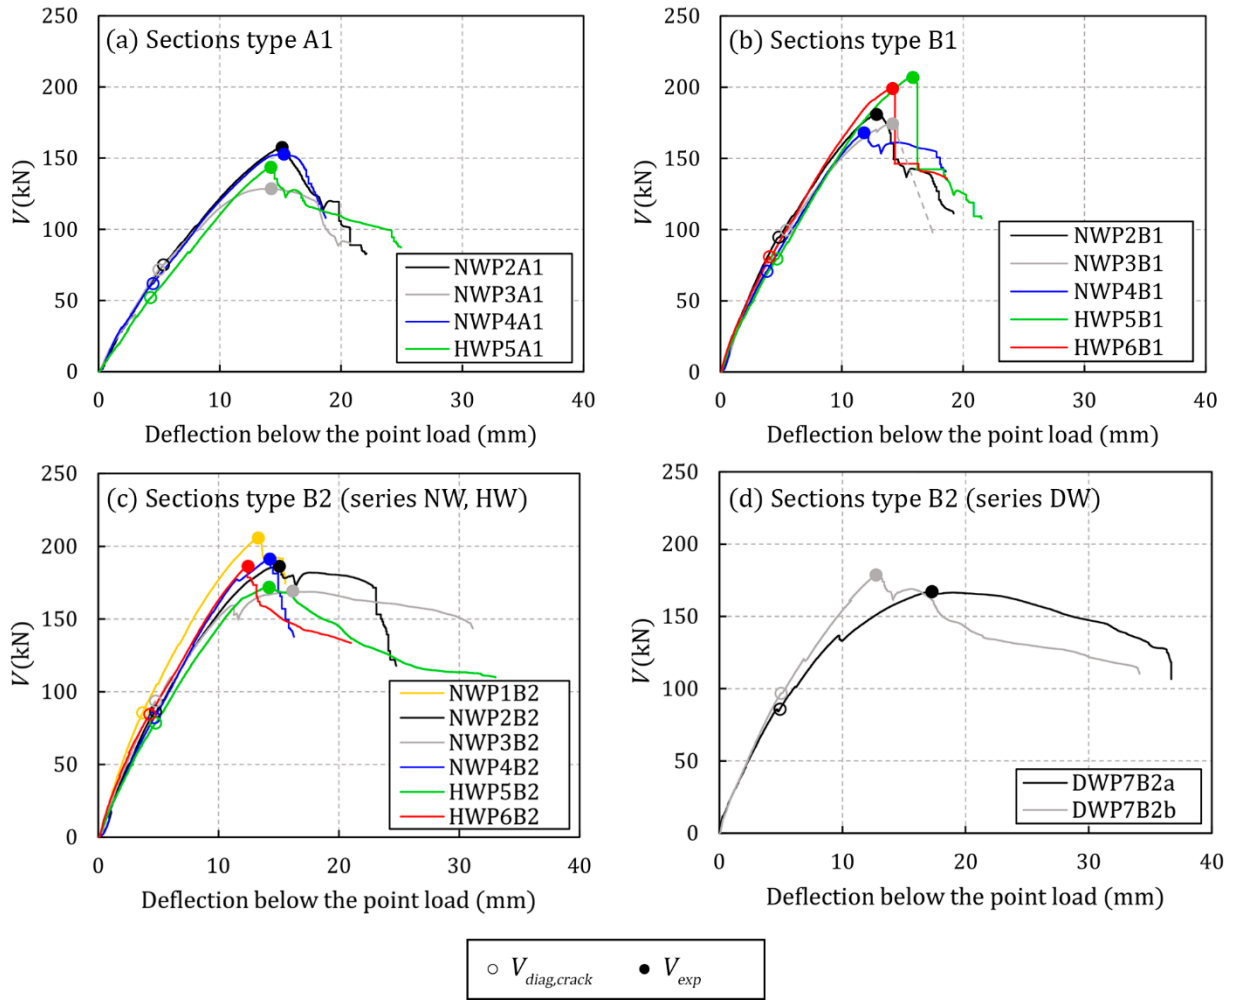 (a) Sections type A1
V(kN)
250
200
150
100
50
0
NWP2A1
NWP3A1
NWP4A1
HWP5A1
0 10 20 30 40
Deflection below the point load (mm)
(b) Sections type B1
V(kN)
250
200
150
100
50
0
NWP2B1
NWP3B1
NWP4B1
HWP5B1
HWP6B1
0 10 20 30 40
Deflection below the point load (mm)
(c) Sections type B2 (series NW, HW)
V(kN)
250
200
150
100
50
0
NWP1B2
NWP2B2
NWP3B2
NWP4B2
HWP5B2
HWP6B2
0 10 20 30 40
Deflection below the point load (mm)
(d) Sections type B2 (series DW)
V(kN)
250
200
150
100
50
0
DWP7B2a
DWP7B2b
0 10 20 30 40
Deflection below the point load (mm)
V diag,crack V exp